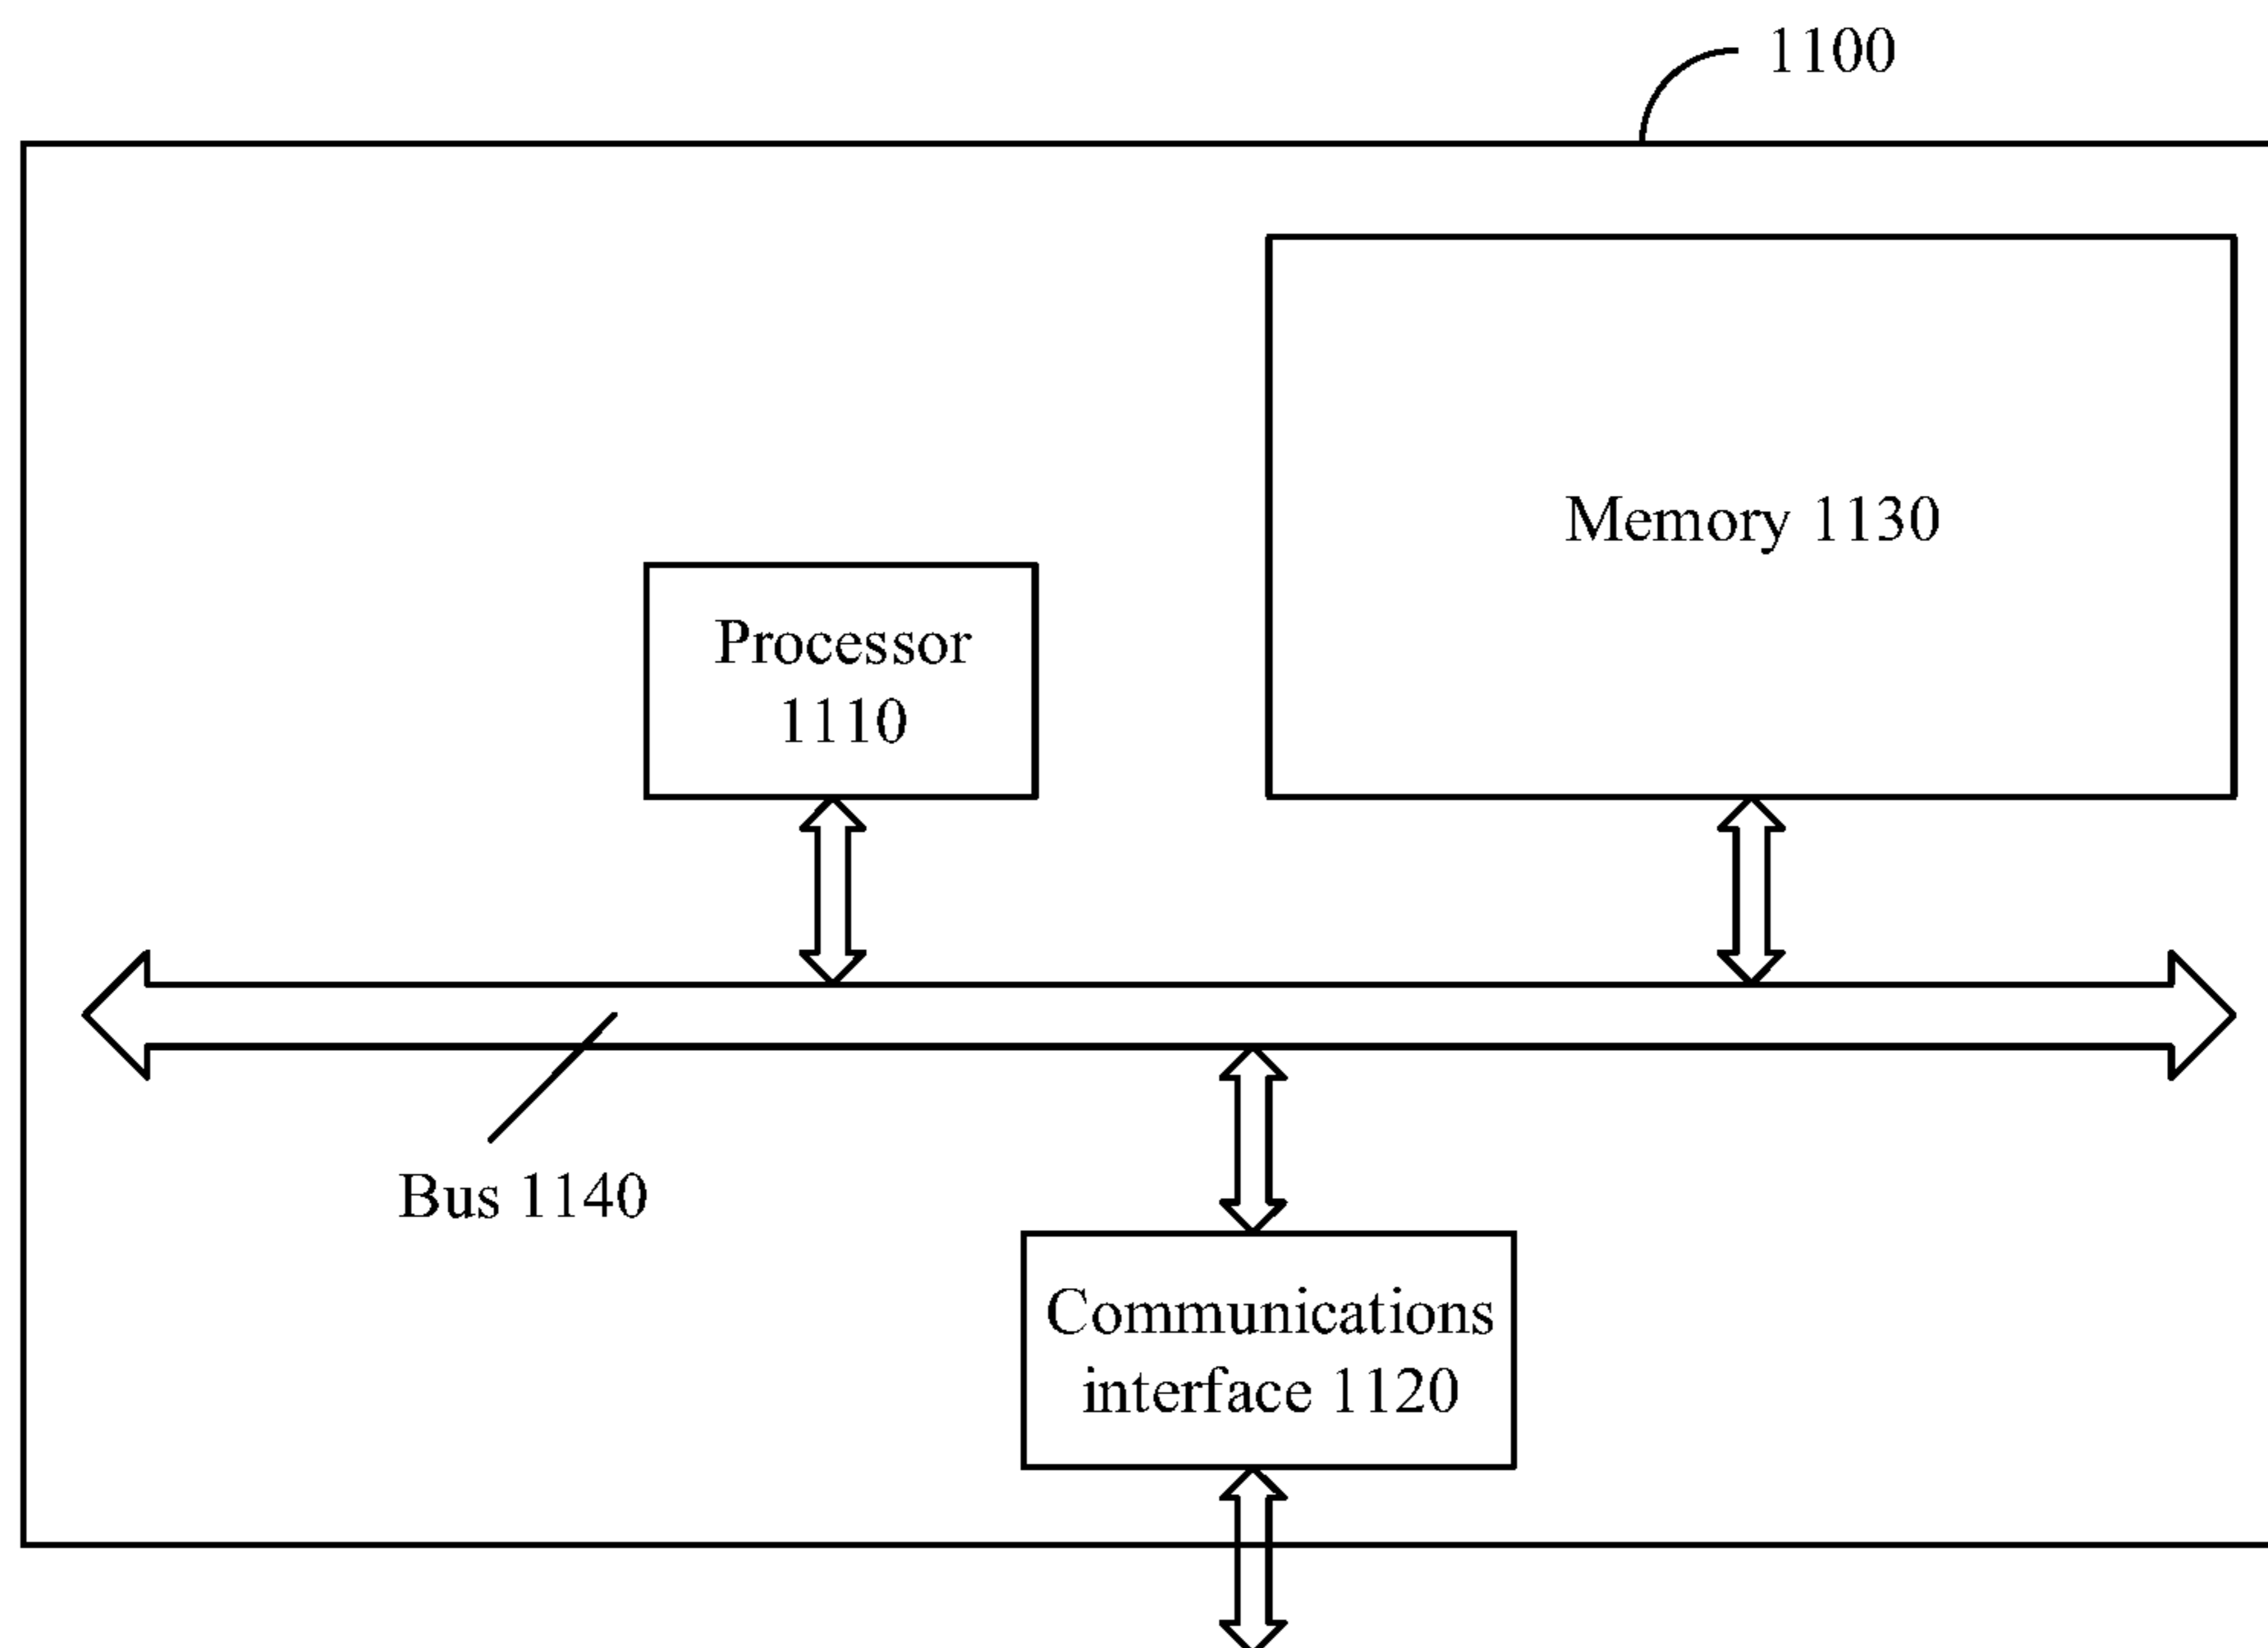 1100
Memory 1130
Processor
1110
Bus 1140
Communications
interface 1120